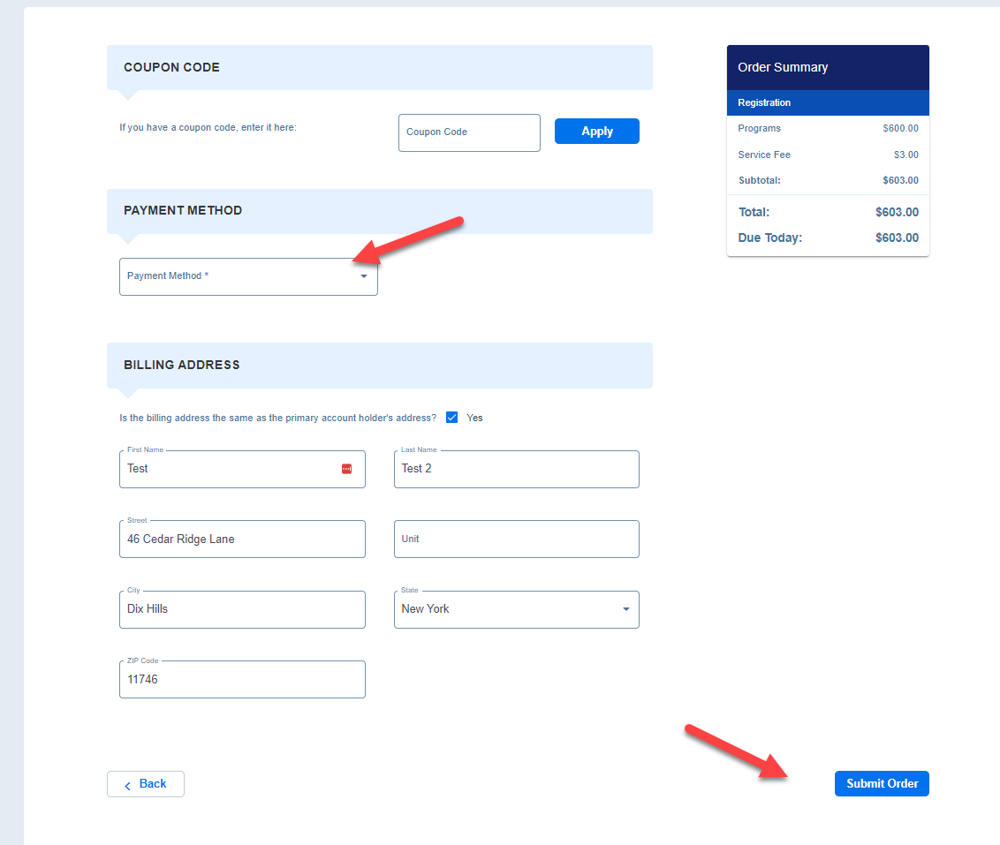 COUPON CODE
If you have a coupon code, enter it here:
Coupon Code
Apply
PAYMENT METHOD
Payment Method *
BILLING ADDRESS
Is the billing address the same as the primary account holder's address?
Yes
First Name
Test
Last Name
Test 2
Street
46 Cedar Ridge Lane
Unit
City
Dix Hills
State
New York
ZIP Code
11746
Back
Submit Order
Order Summary
Registration
Programs $600.00
Service Fee $3.00
Subtotal: $603.00
Total: $603.00
Due Today: $603.00